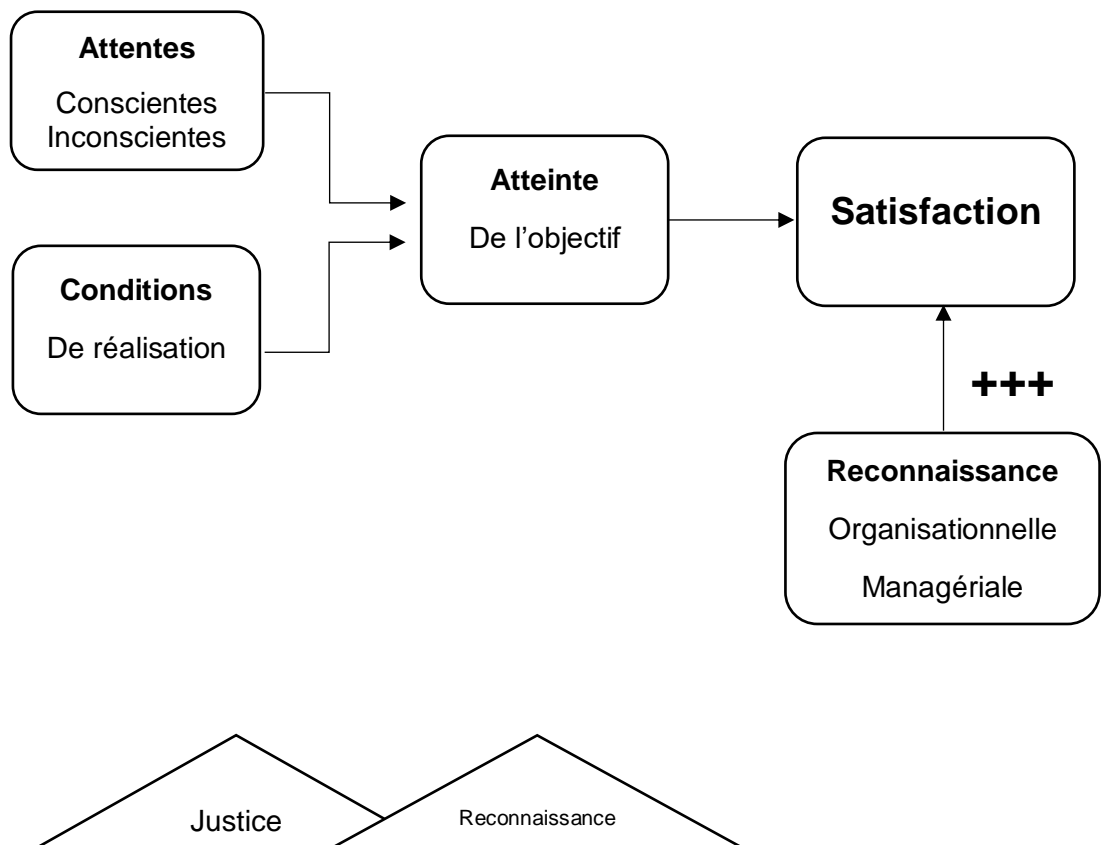 Attentes
Conscientes
Inconscientes
Atteinte
De l’objectif
Satisfaction
Conditions
De réalisation
+++
Reconnaissance
Organisationnelle
Managériale
Justice
Reconnaissance